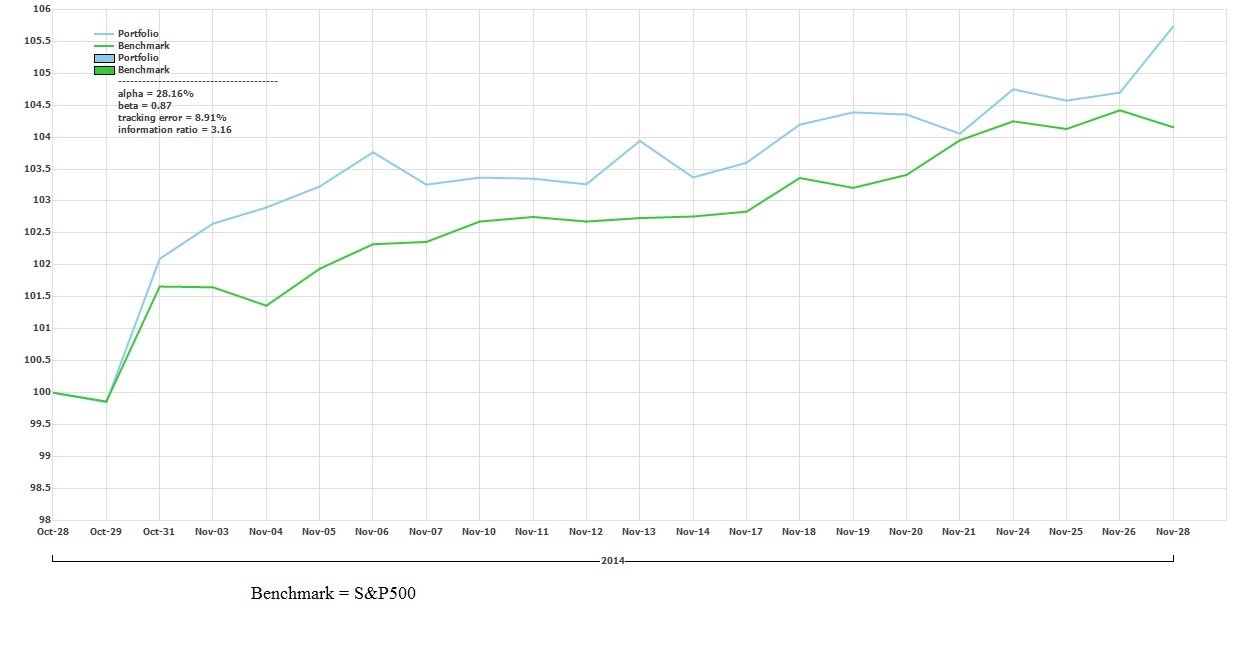 106
105.5
105
104.5
104
103.5
103
102.5
102
101.5
101
100.5
100
99.5
99
98.5
98
Portfolio
Benchmark
Portfolio
Benchmark
----------------------------------------
alpha = 28.16%
beta = 0.87
tracking error = 8.91%
information ratio = 3.16
Oct-28 Oct-29 Oct-31 Nov-03 Nov-04 Nov-05 Nov-06 Nov-07 Nov-10 Nov-11 Nov-12 Nov-13 Nov-14 Nov-17 Nov-18 Nov-19 Nov-20 Nov-21 Nov-24 Nov-25 Nov-26 Nov-28
2014
Benchmark = S&P500